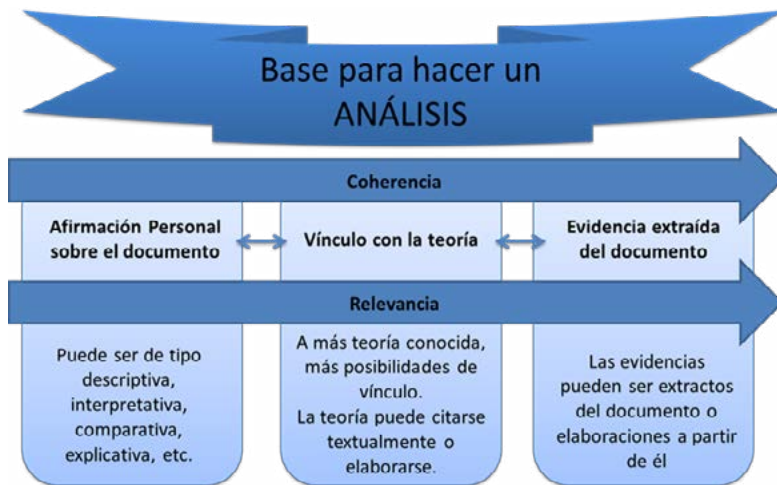 Base para hacer un
ANÁLISIS
Coherencia
Afirmación Personal
sobre el documento
Vínculo con la teoría
Evidencia extraída
del documento
Relevancia
Puede ser de tipo
descriptiva,
interpretativa,
comparativa,
explicativa, etc.
A más teoría conocida,
más posibilidades de
vínculo.
La teoría puede citarse
textualmente o
elaborarse.
Las evidencias
pueden ser extractos
del documento o
elaboraciones a partir
de él